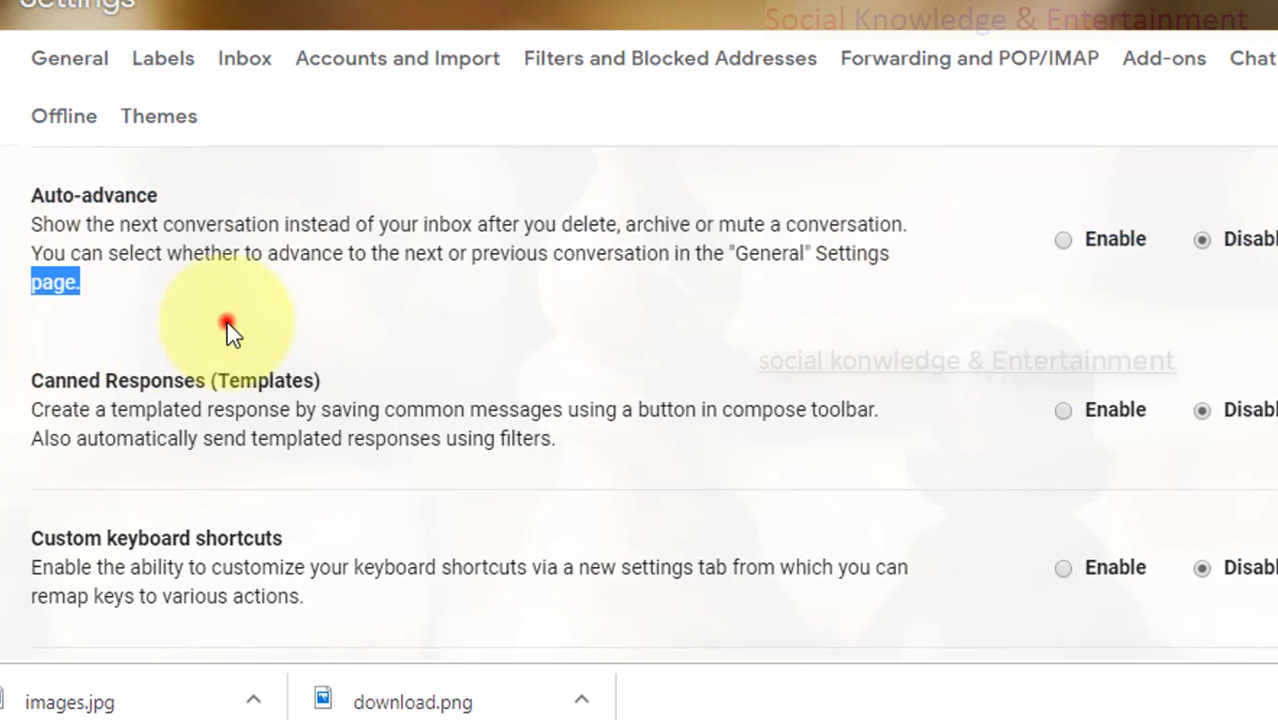 Settings
Social Knowledge & Entertainment
General Labels Inbox Accounts and Import Filters and Blocked Addresses Forwarding and POP/IMAP Add-ons Chat
Offline Themes
Auto-advance
Show the next conversation instead of your inbox after you delete, archive or mute a conversation.
You can select whether to advance to the next or previous conversation in the "General" Settings
page.
Enable Disabl
social konwledge & Entertainment
Canned Responses (Templates)
Create a templated response by saving common messages using a button in compose toolbar.
Also automatically send templated responses using filters.
Enable Disabl
Custom keyboard shortcuts
Enable the ability to customize your keyboard shortcuts via a new settings tab from which you can
remap keys to various actions.
Enable Disabl
images.jpg download.png